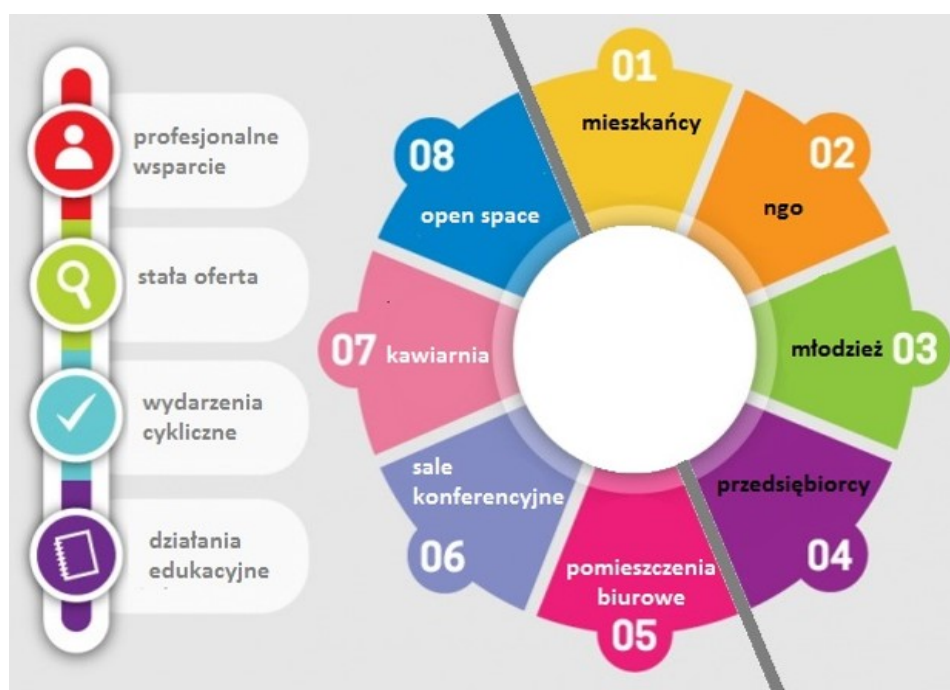 profesjonalne
wsparcie
stała oferta
wydarzenia
cykliczne
działania
edukacyjne
01
mieszkańcy
02
ngo
młodzież 03
przedsiębiorcy
04
pomieszczenia
biurowe
05
sale
konferencyjne
06
07 kawiarnia
08
open space